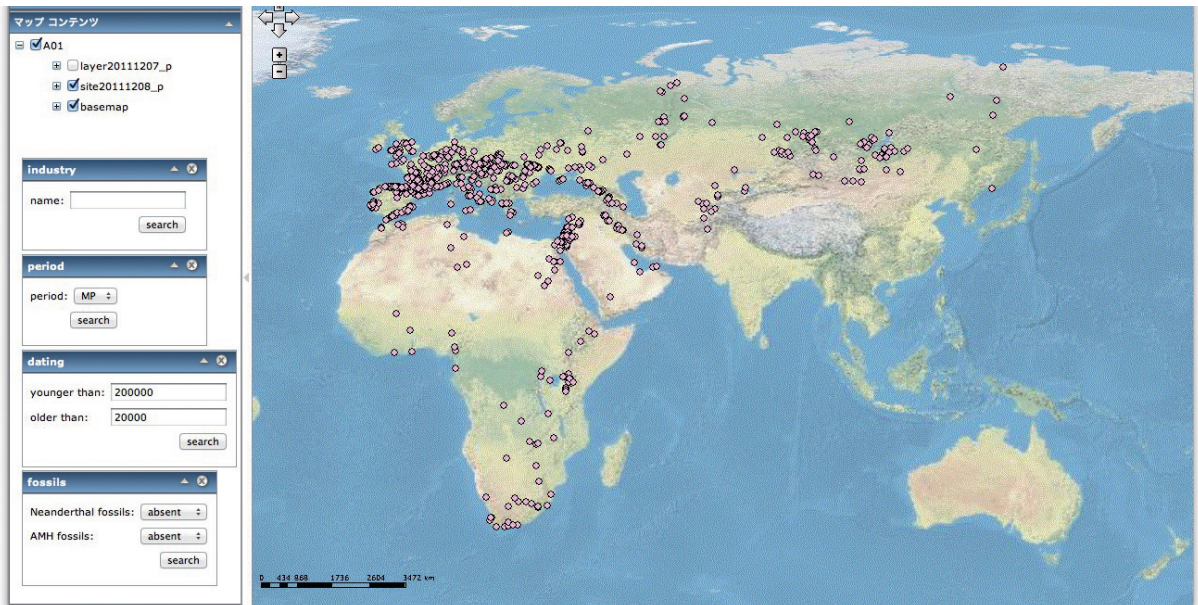 マップ コンテンツ
A01
layer20111207_p
site20111208_p
basemap
industry
name:
search
period
period: MP
search
dating
younger than: 200000
older than: 20000
search
fossils
Neanderthal fossils: absent
AMH fossils: absent
search
0 434 868 1736 2604 3472 km